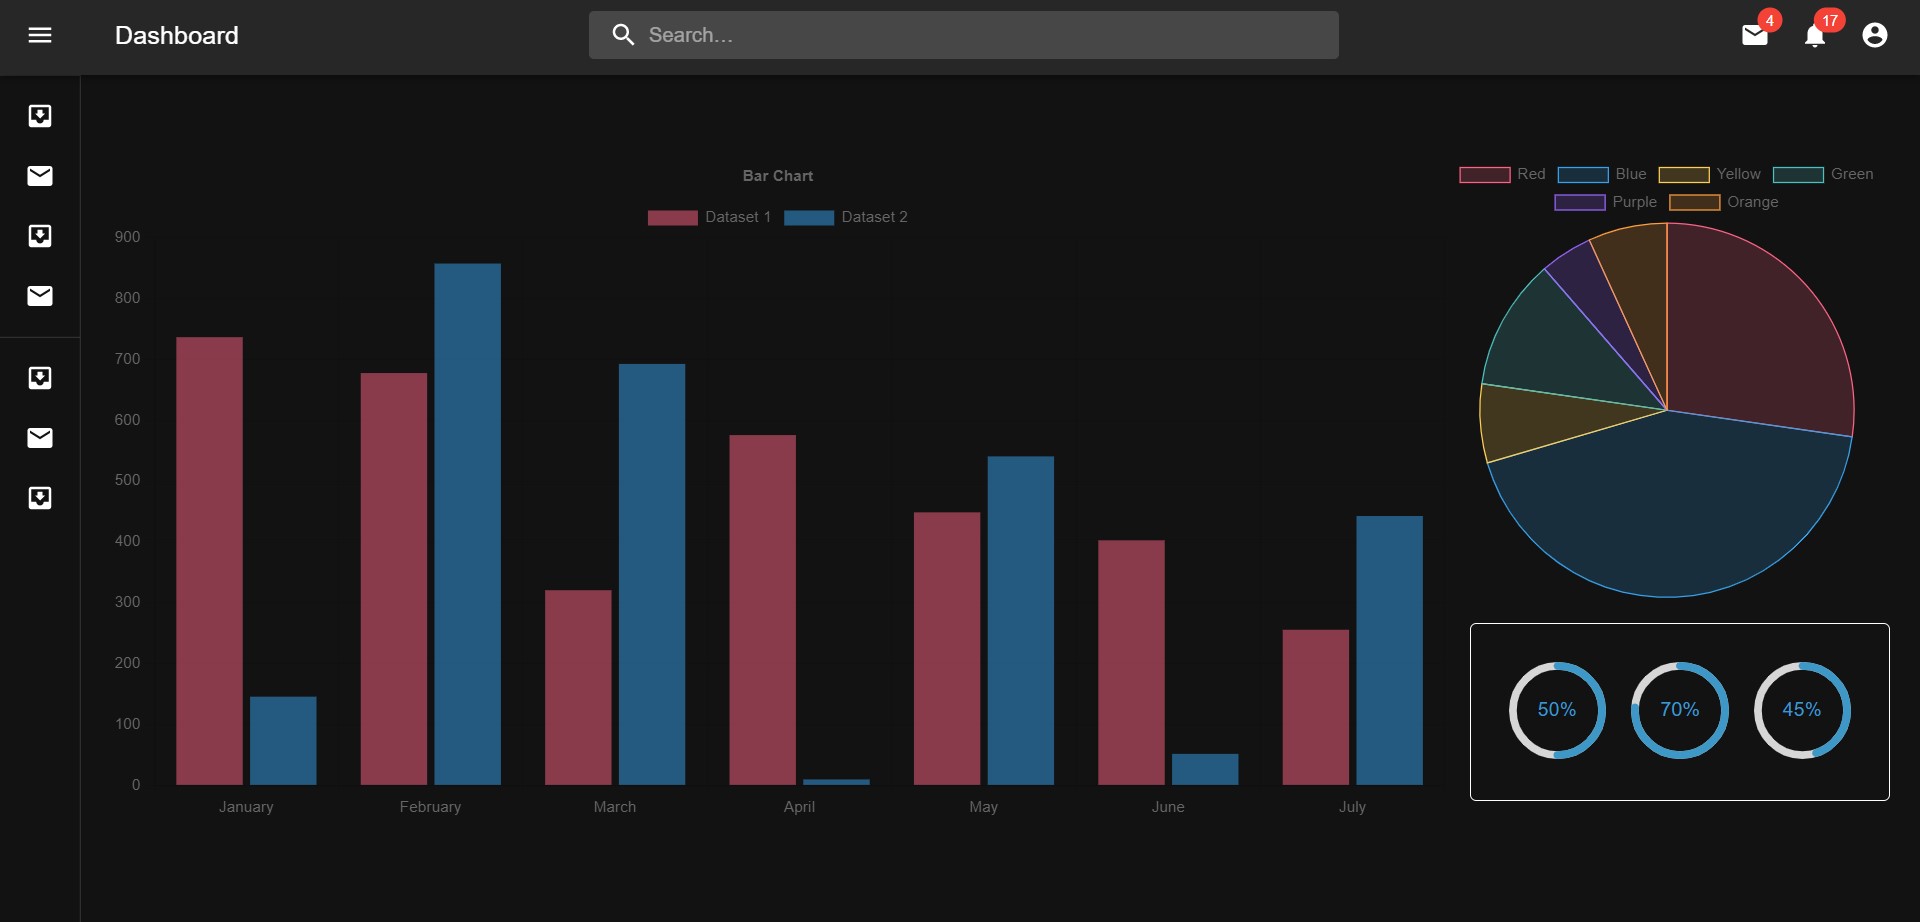 Dashboard
Search…
4
17
Bar Chart
Dataset 1 Dataset 2
900
800
700
600
500
400
300
200
100
0
January February March April May June July
Red Blue Yellow Green
Purple Orange
50% 70% 45%